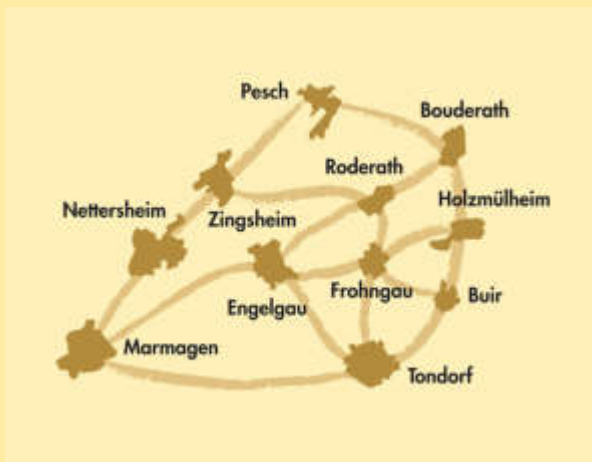 Pesch
Bouderath
Roderath
Holzmülheim
Nettersheim
Zingsheim
Frohngau
Buir
Engelgau
Marmagen
Tondorf